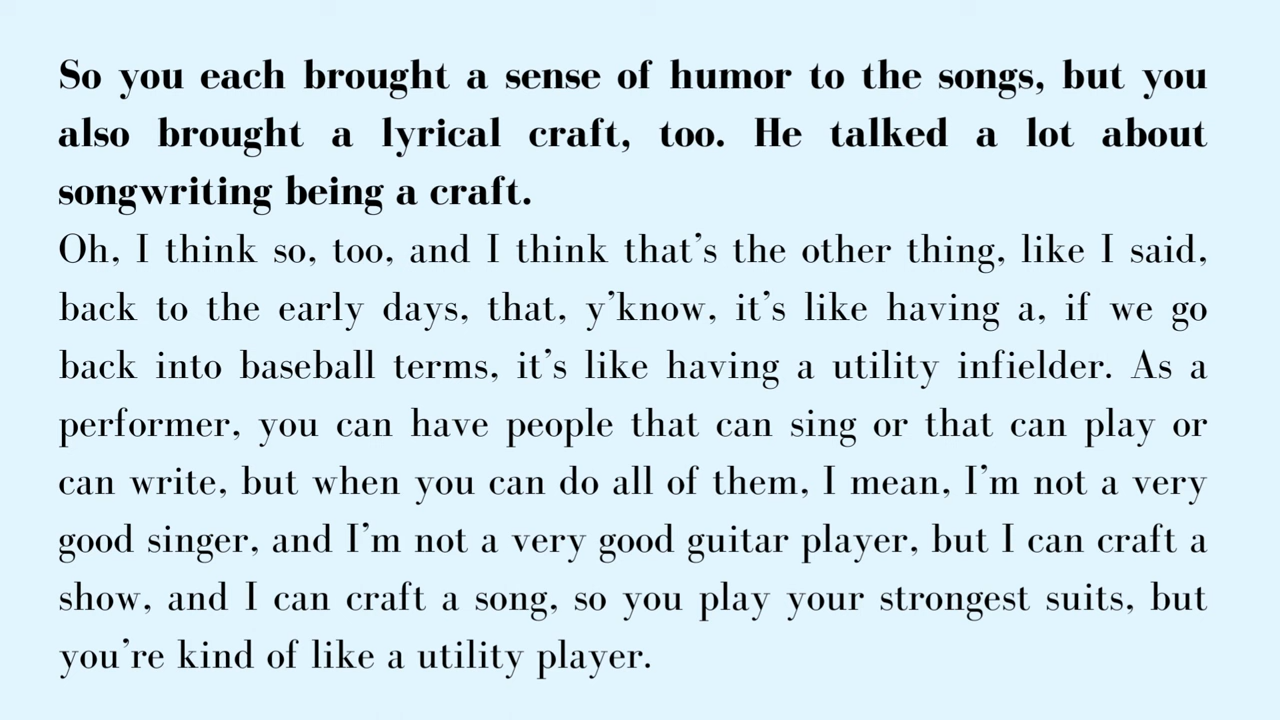 So you each brought a sense of humor to the songs, but you
also brought a lyrical craft, too. He talked a lot about
songwriting being a craft.
Oh, I think so, too, and I think that’s the other thing, like I said,
back to the early days, that, y’know, it’s like having a, if we go
back into baseball terms, it’s like having a utility infielder. As a
performer, you can have people that can sing or that can play or
can write, but when you can do all of them, I mean, I’m not a very
good singer, and I’m not a very good guitar player, but I can craft a
show, and I can craft a song, so you play your strongest suits, but
you’re kind of like a utility player.